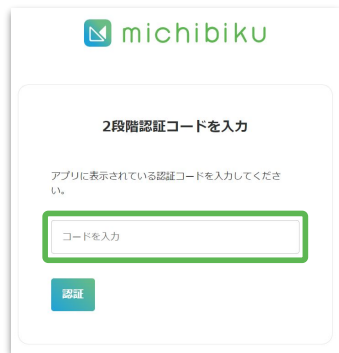 michibiku
2段階認証コードを入力
アプリに表示されている認証コードを入力してくださ
い。
コードを入力
認証